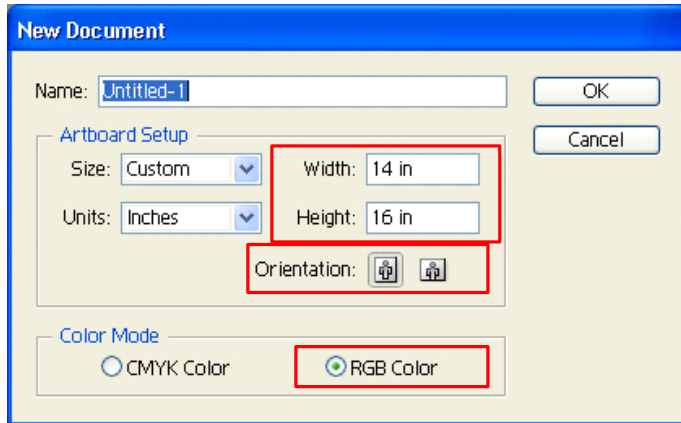 New Document
Name: Untitled-1 OK
Artboard Setup Cancel
Size: Custom Width: 14 in
Units: Inches Height: 16 in
Orientation:
Color Mode
CMYK Color RGB Color